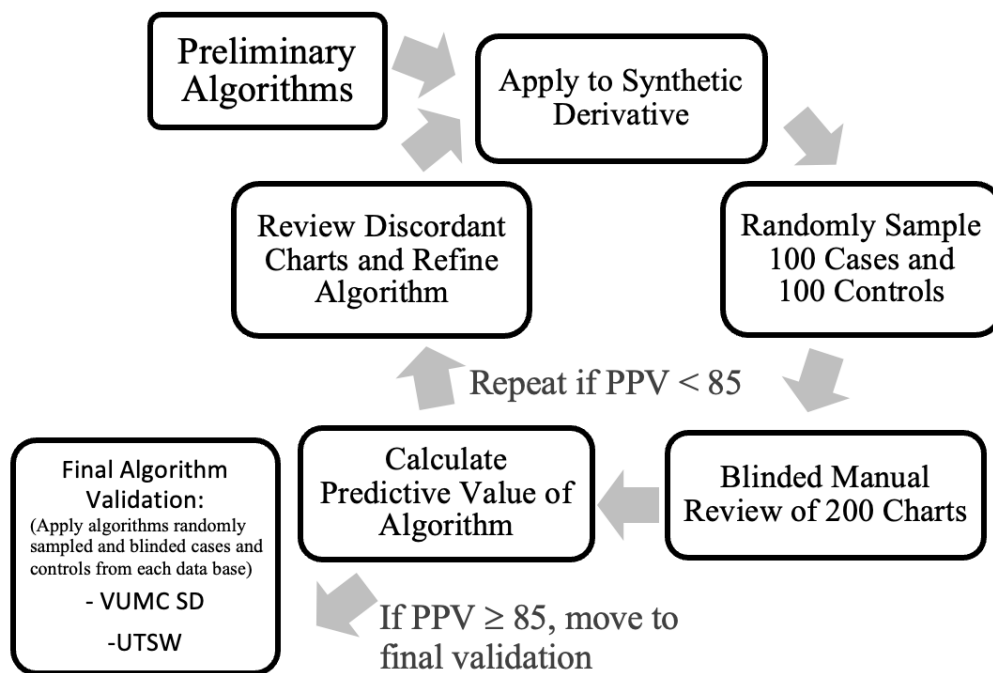 Preliminary
Algorithms
Apply to Synthetic
Derivative
Randomly Sample
100 Cases and
100 Controls
Blinded Manual
Review of 200 Charts
Calculate
Predictive Value of
Algorithm
Repeat if PPV < 85
Review Discordant
Charts and Refine
Algorithm
If PPV ≥ 85, move to
final validation
Final Algorithm
Validation:
(Apply algorithms randomly
sampled and blinded cases and
controls from each data base)
- VUMC SD
-UTSW